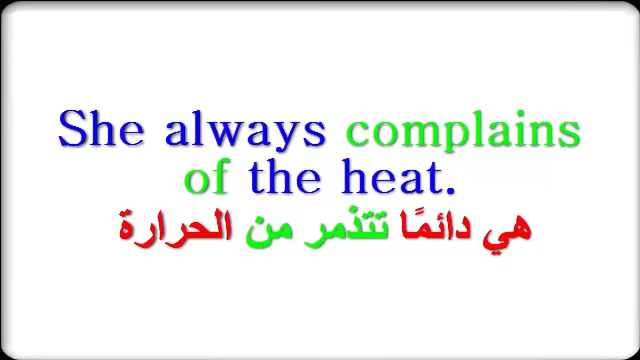 She always complains
of the heat.
هي دائمًا تتذمر من الحرارة